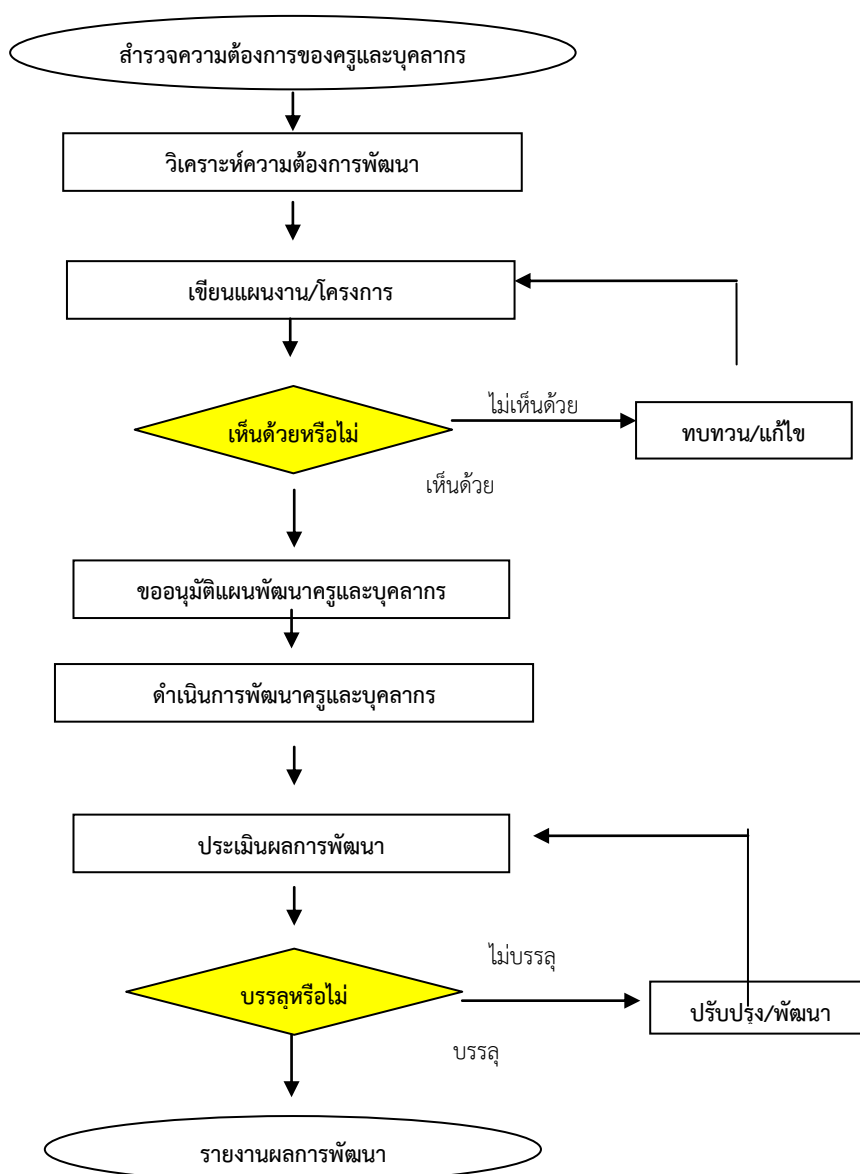 สำรวจความต้องการของครูและบุคลากร
วิเคราะห์ความต้องการพัฒนา
เขียนแผนงาน/โครงการ
ไม่เห็นด้วย
เห็นด้วยหรือไม่
ทบทวน/แก้ไข
เห็นด้วย
ขออนุมัติแผนพัฒนาครูและบุคลากร
ดำเนินการพัฒนาครูและบุคลากร
ประเมินผลการพัฒนา
ไม่บรรลุ
บรรลุหรือไม่
ปรับปรุง/พัฒนา
บรรลุ
รายงานผลการพัฒนา